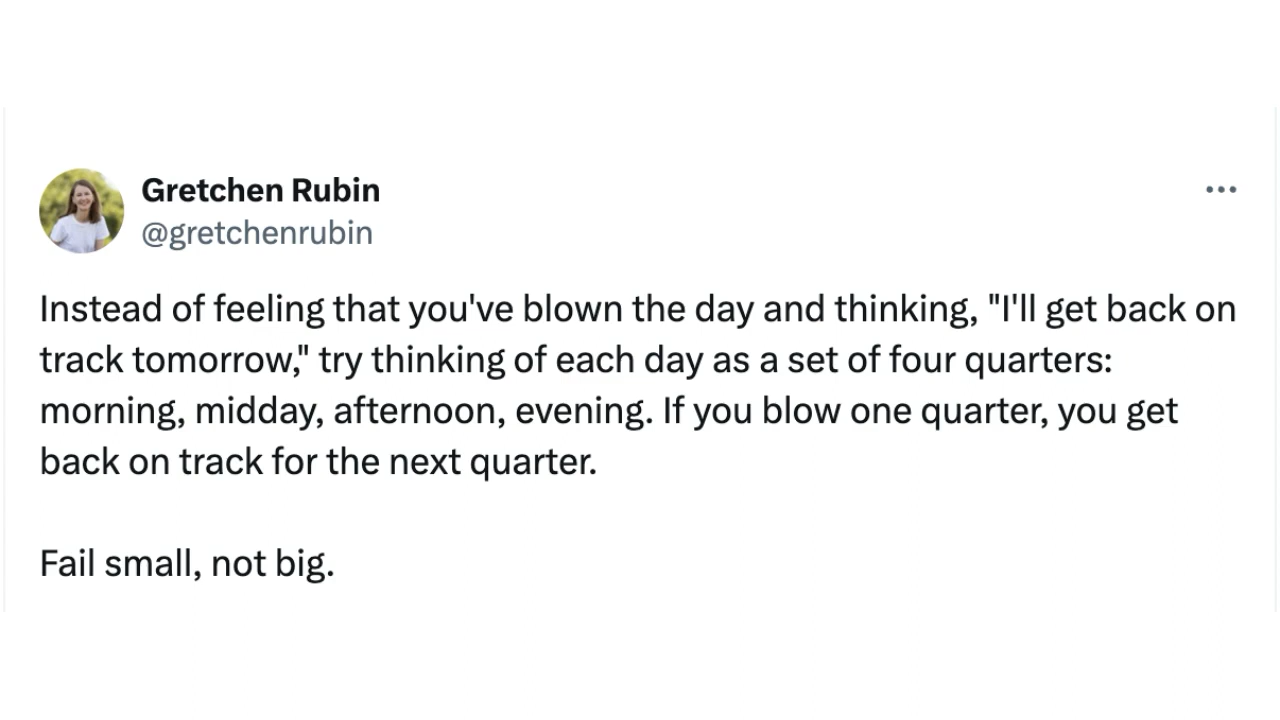 Gretchen Rubin
@gretchenrubin
Instead of feeling that you've blown the day and thinking, "I'll get back on
track tomorrow," try thinking of each day as a set of four quarters:
morning, midday, afternoon, evening. If you blow one quarter, you get
back on track for the next quarter.
Fail small, not big.